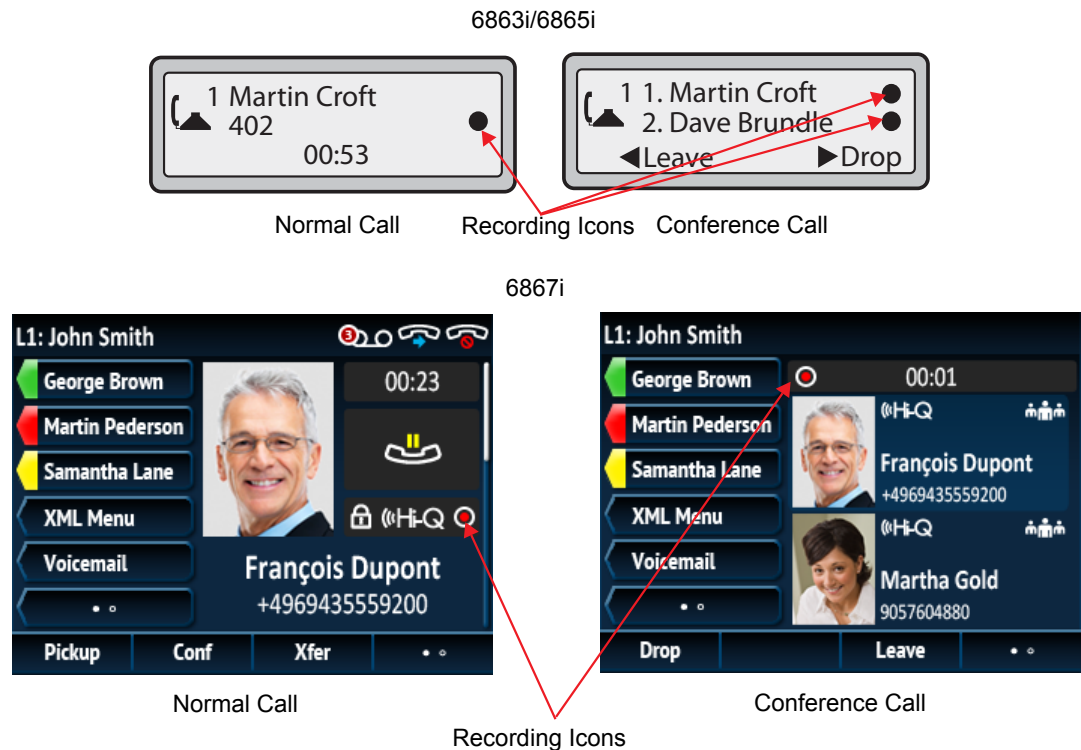 6863i/6865i
1 Martin Croft
402
00:53
1 1. Martin Croft
2. Dave Brundle
◀Leave ▶Drop
Normal Call
Recording Icons
Conference Call
6867i
L1: John Smith
3
George Brown
Martin Pederson
Samantha Lane
XML Menu
Voicemail
00:23
Hi-Q
François Dupont
+4969435559200
Pickup Conf Xfer
L1: John Smith
George Brown
Martin Pederson
Samantha Lane
XML Menu
Voicemail
00:01
Hi-Q
François Dupont
+4969435559200
Hi-Q
Martha Gold
9057604880
Drop Leave
Normal Call
Conference Call
Recording Icons